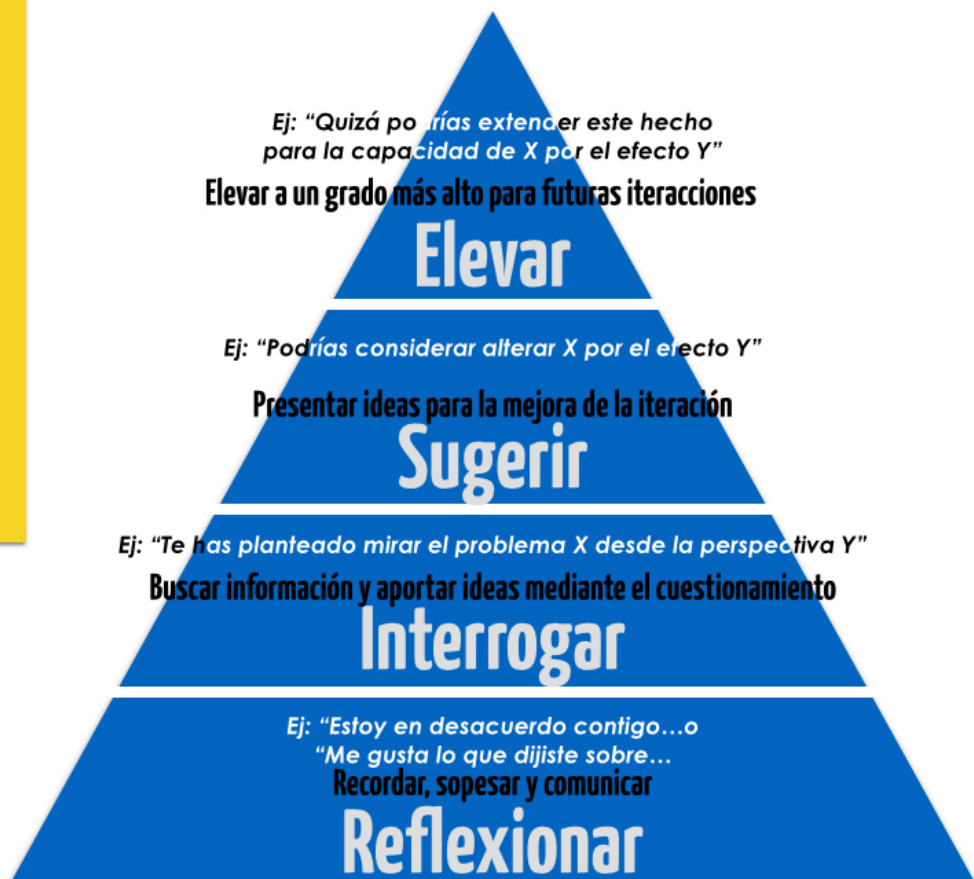 Ej: “Quizá podrías extender este hecho
para la capacidad de X por el efecto Y”
Elevar a un grado más alto para futuras iteracciones
Elevar
Ej: “Podrías considerar alterar X por el efecto Y”
Presentar ideas para la mejora de la iteración
Sugerir
Ej: “Te has planteado mirar el problema X desde la perspectiva Y”
Buscar información y aportar ideas mediante el cuestionamiento
Interrogar
Ej: “Estoy en desacuerdo contigo...o
“Me gusta lo que dijiste sobre...
Recordar, sopesar y comunicar
Reflexionar